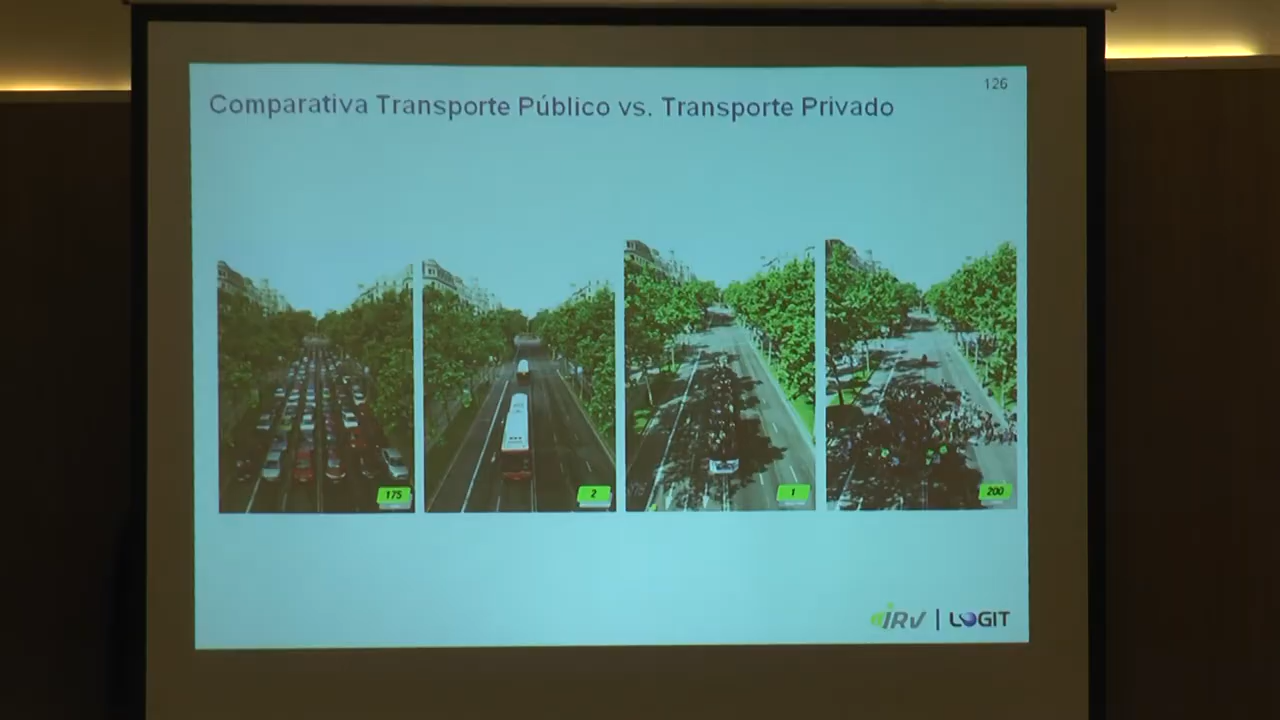 126
Comparativa Transporte Público vs. Transporte Privado
175
2
1
200
iRV | LOGIT